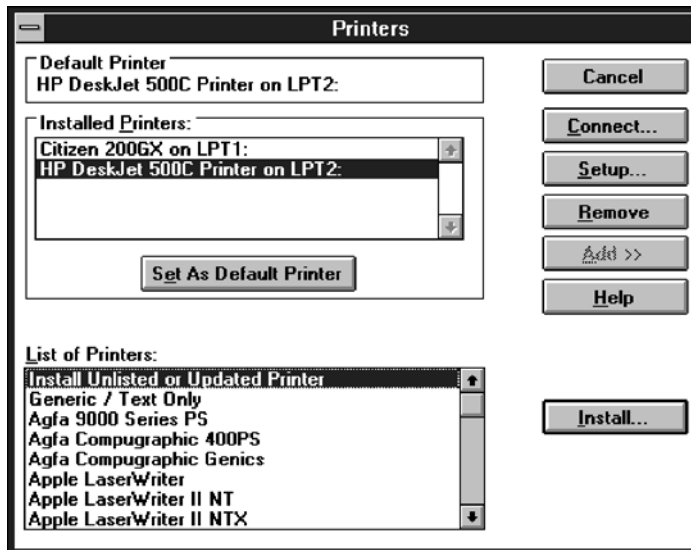 Printers
Default Printer
HP DeskJet 500C Printer on LPT2:
Cancel
Installed Printers:
Citizen 200GX on LPT1:
HP DeskJet 500C Printer on LPT2:
Set As Default Printer
Connect...
Setup...
Remove
Add >>
Help
List of Printers:
Install Unlisted or Updated Printer
Generic / Text Only
Agfa 9000 Series PS
Agfa Compugraphic 400PS
Agfa Compugraphic Genics
Apple LaserWriter
Apple LaserWriter II NT
Apple LaserWriter II NTX
Install...